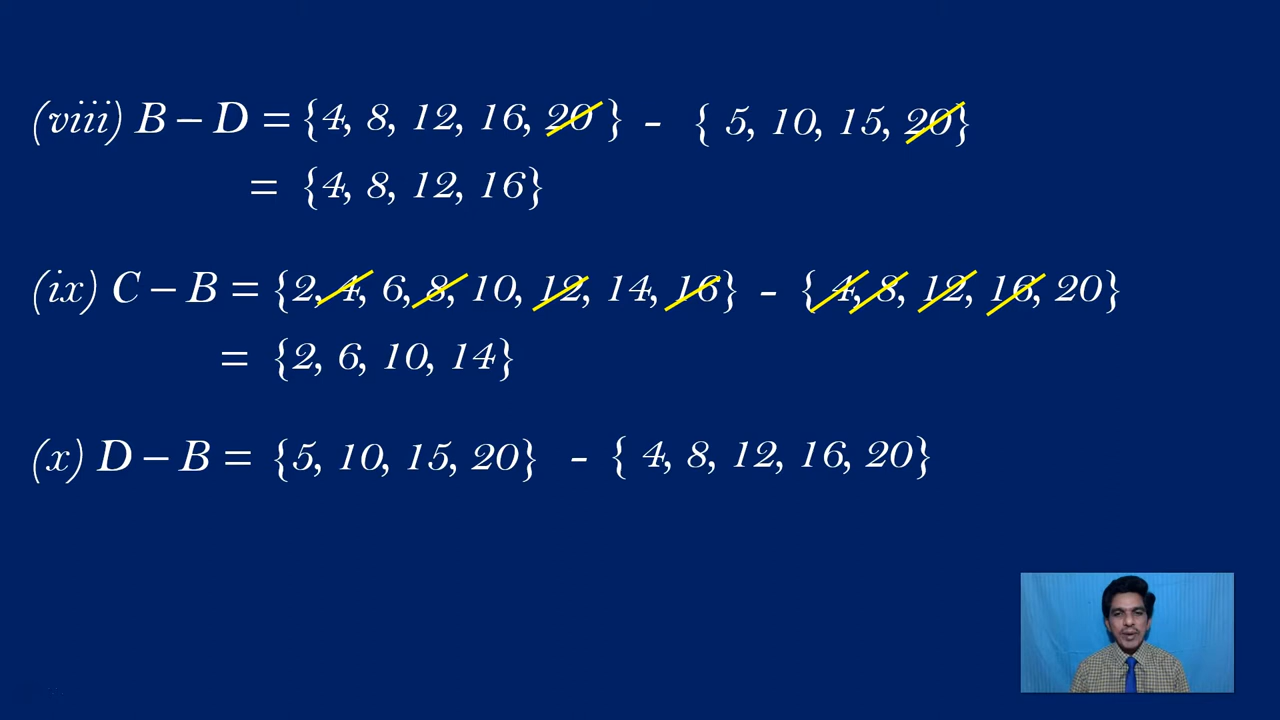 (viii) B – D = {4, 8, 12, 16, 20 } - { 5, 10, 15, 20}
= {4, 8, 12, 16}
(ix) C – B = {2, 4, 6, 8, 10, 12, 14, 16} - { 4, 8, 12, 16, 20}
= {2, 6, 10, 14}
(x) D – B = {5, 10, 15, 20} - { 4, 8, 12, 16, 20}